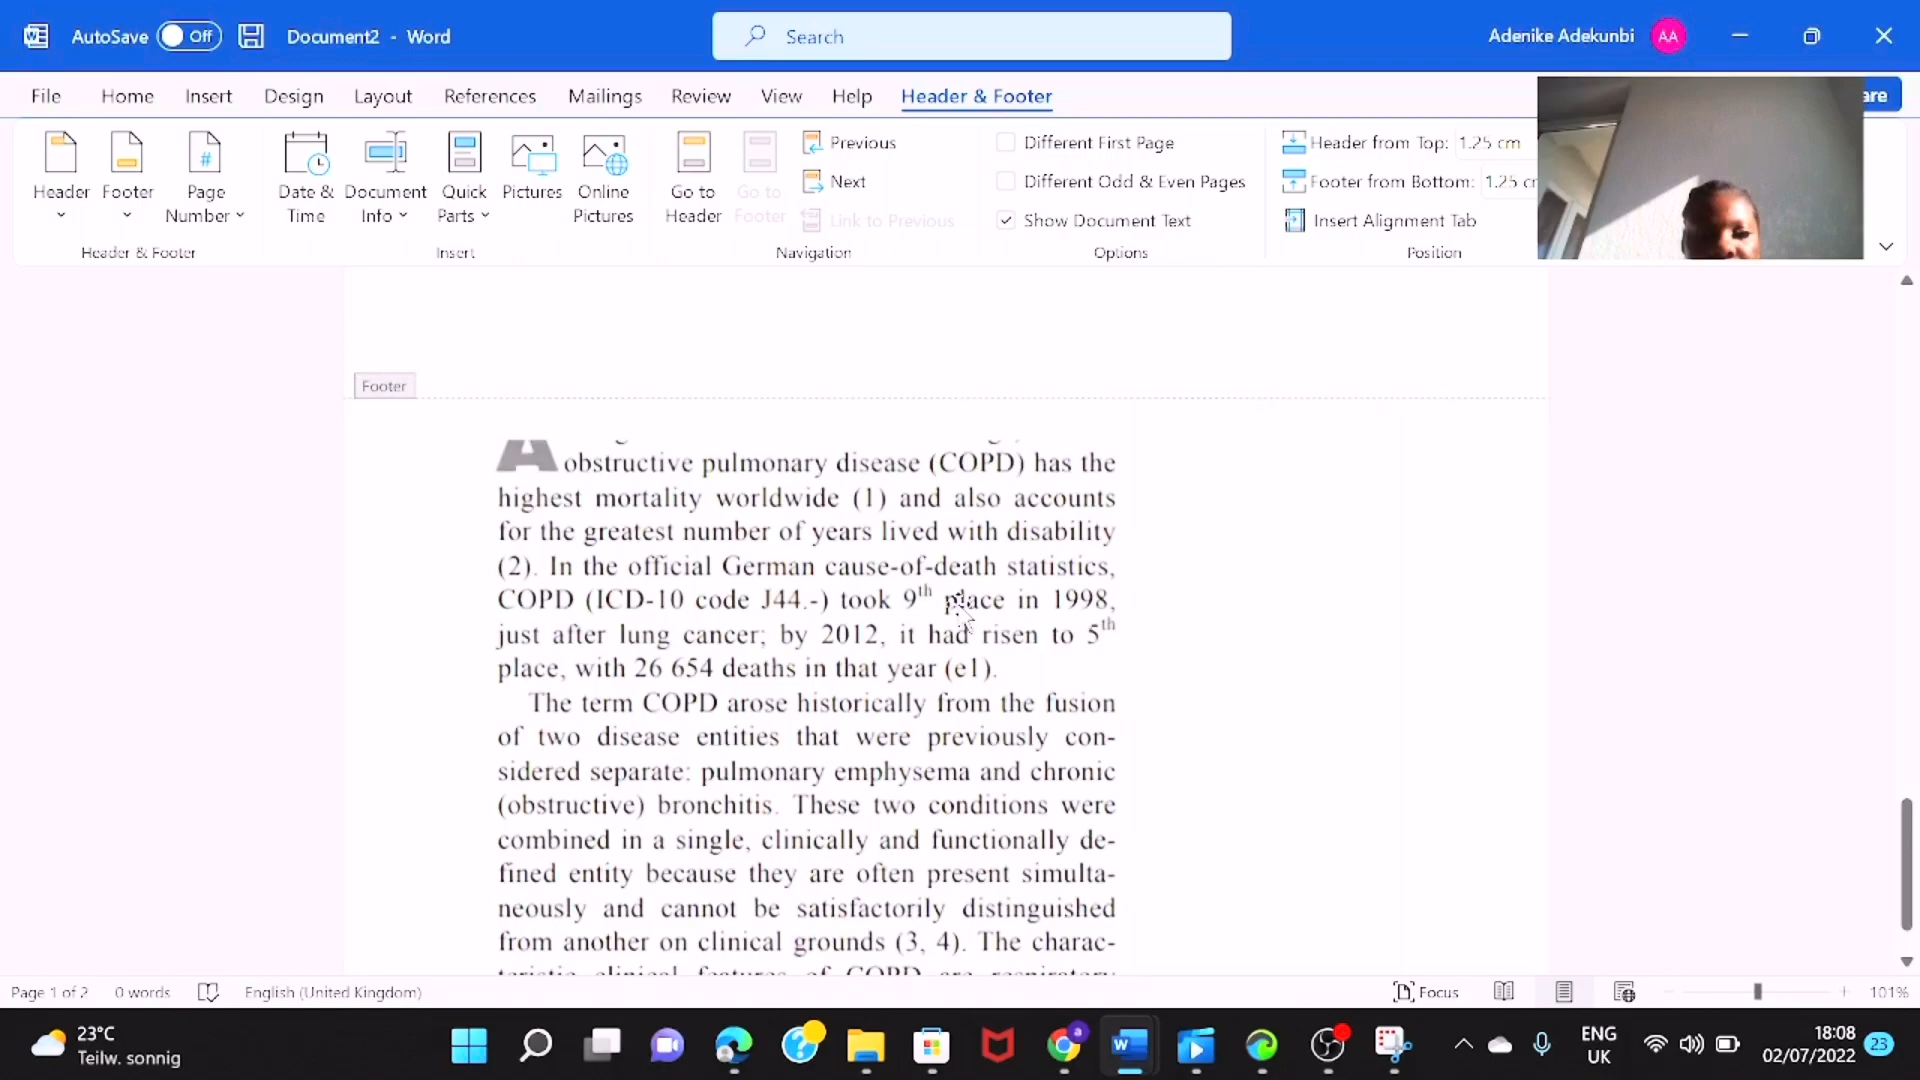 AutoSave Off Document2 - Word Search Adenike Adekunbi AA
File Home Insert Design Layout References Mailings Review View Help Header & Footer are
Header Footer Page Number Date & Time Document Info Quick Parts Pictures Online Pictures Go to Header Go to Footer
Previous
Next
Link to Previous
Different First Page
Different Odd & Even Pages
Show Document Text
Header from Top: 1.25 cm
Footer from Bottom: 1.25 c
Insert Alignment Tab
Header & Footer Insert Navigation Options Position
Footer
A
obstructive pulmonary disease (COPD) has the
highest mortality worldwide (1) and also accounts
for the greatest number of years lived with disability
(2). In the official German cause-of-death statistics,
COPD (ICD-10 code J44.-) took 9th place in 1998,
just after lung cancer; by 2012, it had risen to 5th
place, with 26 654 deaths in that year (e1).
The term COPD arose historically from the fusion
of two disease entities that were previously con-
sidered separate: pulmonary emphysema and chronic
(obstructive) bronchitis. These two conditions were
combined in a single, clinically and functionally de-
fined entity because they are often present simulta-
neously and cannot be satisfactorily distinguished
from another on clinical grounds (3, 4). The charac-
teristic clinical features of COPD are respiratory
Page 1 of 2 0 words English (United Kingdom) Focus 101%
23°C
Teilw. sonnig
ENG
UK
18:08
02/07/2022
23